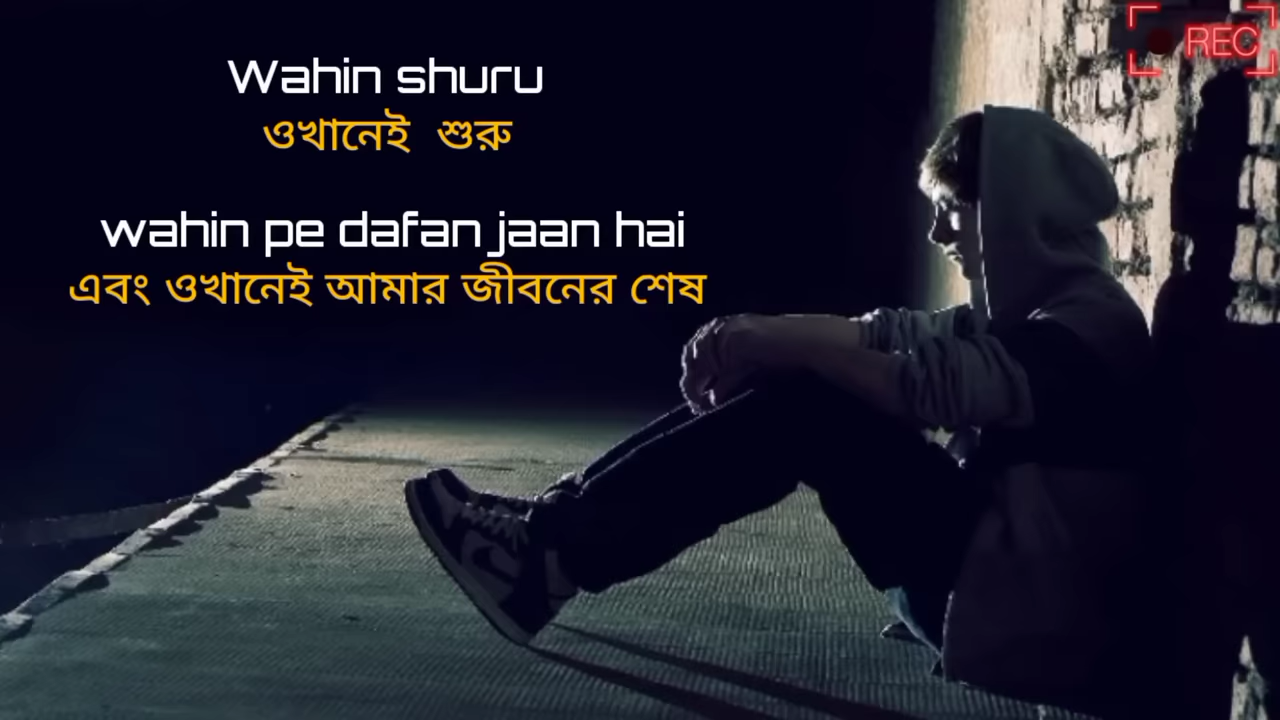 REC
Wahin shuru
ওখানেই শুরু
wahin pe dafan jaan hai
এবং ওখানেই আমার জীবনের শেষ